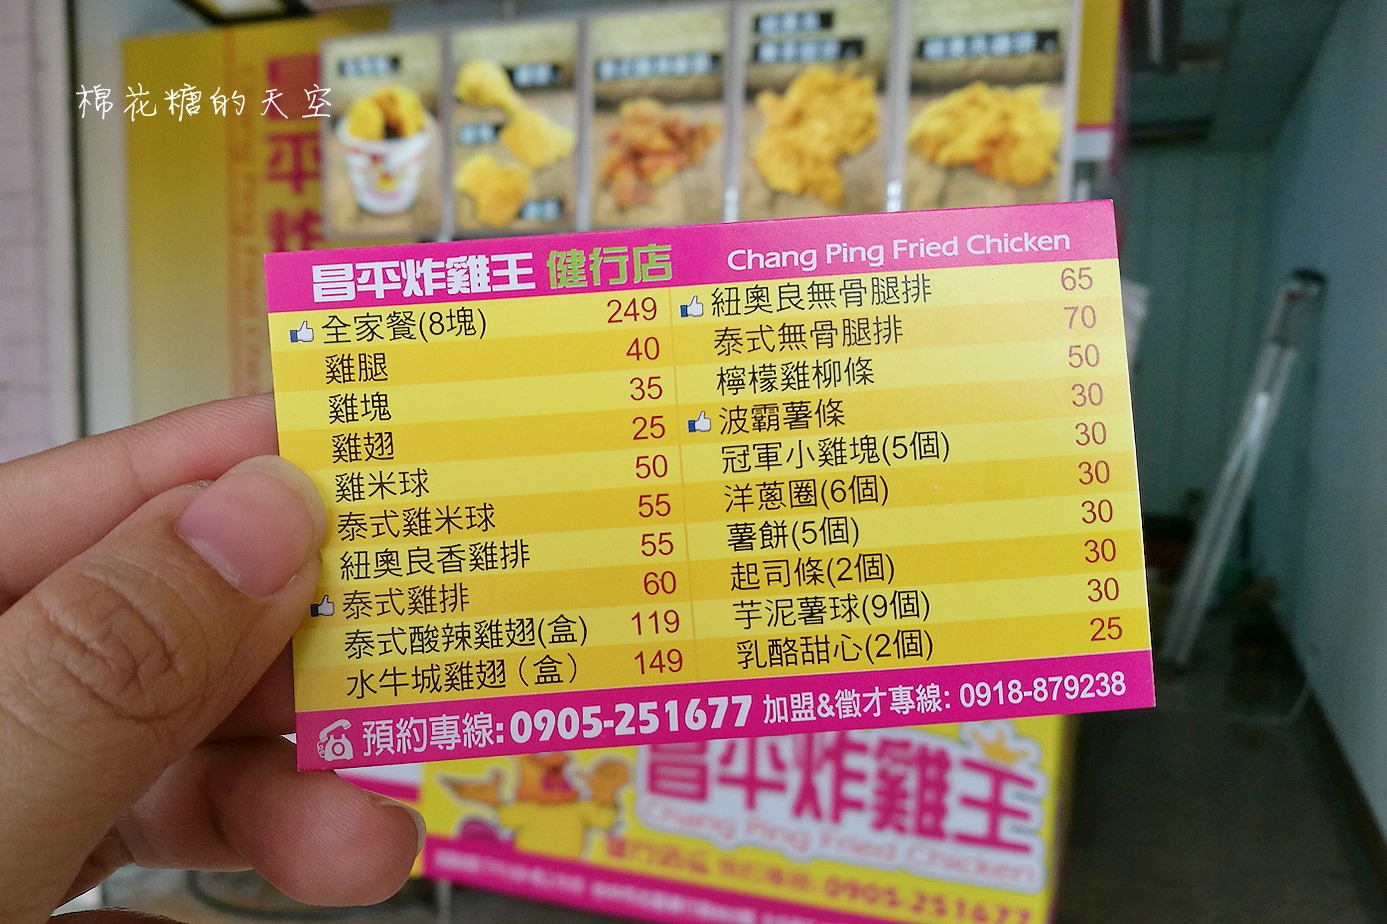 棉花糖的天空
昌平炸雞王 健行店 Chang Ping Fried Chicken
全家餐(8塊) 249
雞腿 40
雞塊 35
雞翅 25
雞米球 50
泰式雞米球 55
紐奧良香雞排 55
泰式雞排 60
泰式酸辣雞翅(盒) 119
水牛城雞翅（盒） 149
紐奧良無骨腿排 65
泰式無骨腿排 70
檸檬雞柳條 50
波霸薯條 30
冠軍小雞塊(5個) 30
洋蔥圈(6個) 30
薯餅(5個) 30
起司條(2個) 30
芋泥薯球(9個) 30
乳酪甜心(2個) 25
預約專線:0905-251677 加盟&徵才專線: 0918-879238
昌平炸雞王
Chang Ping Fried Chicken
0905-251677